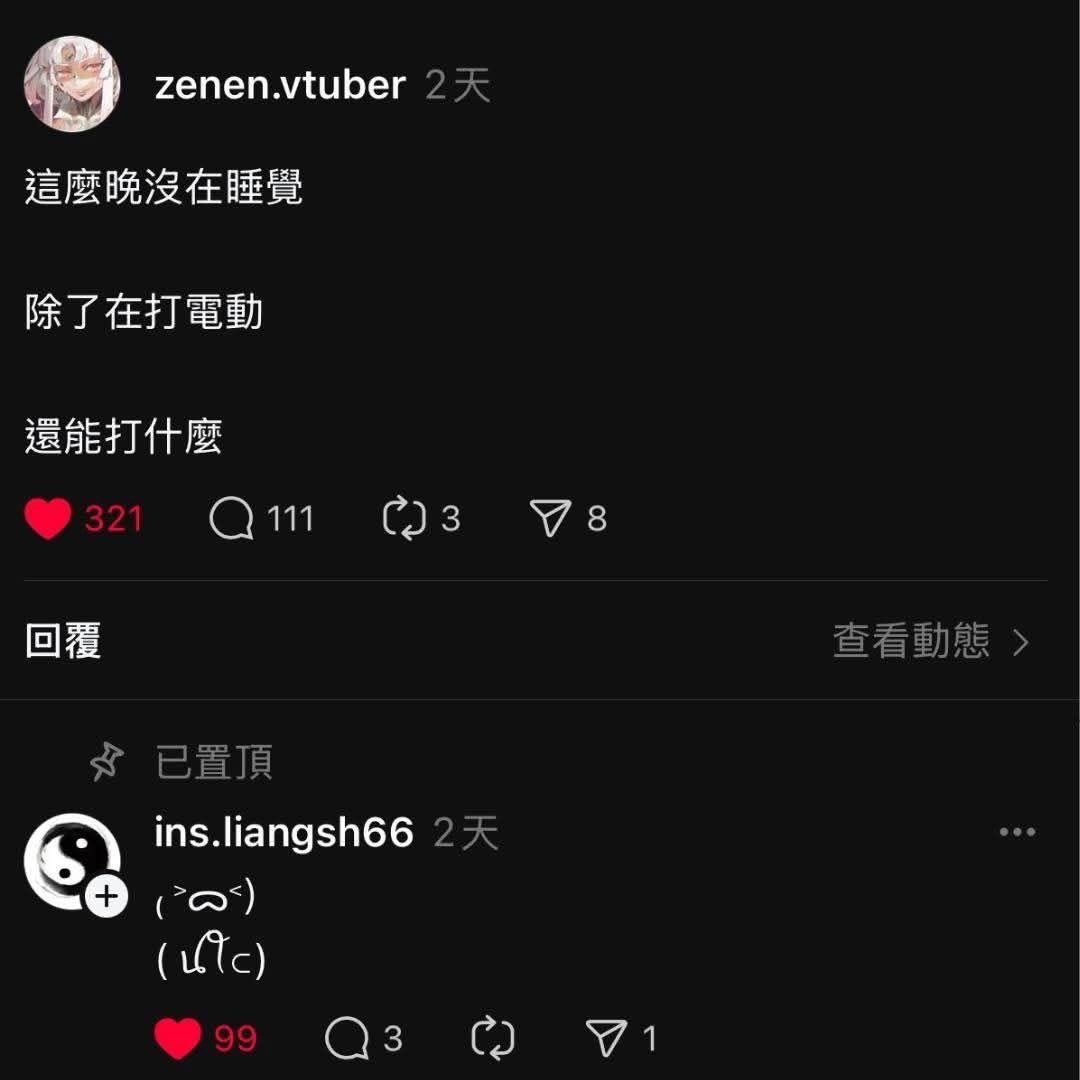 zenen.vtuber 2天
這麼晚沒在睡覺
除了在打電動
還能打什麼
321 111 3 8
回覆 查看動態
已置頂
ins.liangsh66 2天
₍ ˃ᯅ˂)
( ꪊꪻ⊂)
99 3 1